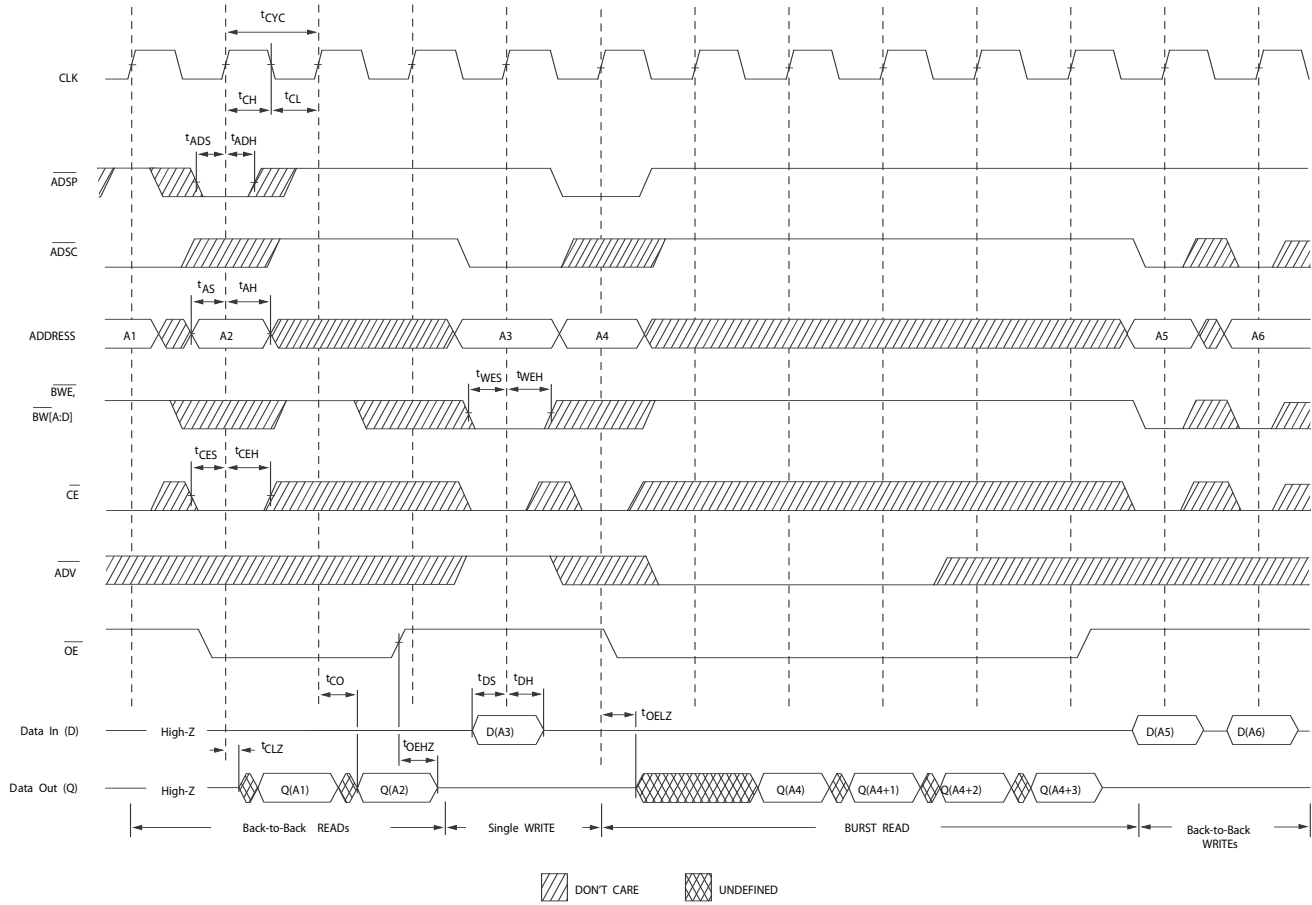 tCYC
CLK
tCH
tCL
tADS
tADH
ADSP
ADSC
tAS
tAH
ADDRESS
A1
A2
A3
A4
A5
A6
BWE,
BW[A:D]
tWES
tWEH
tCES
tCEH
CE
ADV
OE
tCO
tDS
tDH
tOELZ
Data In (D)
High-Z
D(A3)
D(A5)
D(A6)
tCLZ
tOEHZ
Data Out (Q)
High-Z
Q(A1)
Q(A2)
Q(A4)
Q(A4+1)
Q(A4+2)
Q(A4+3)
Back-to-Back READs
Single WRITE
BURST READ
Back-to-Back
WRITEs
DON'T CARE
UNDEFINED